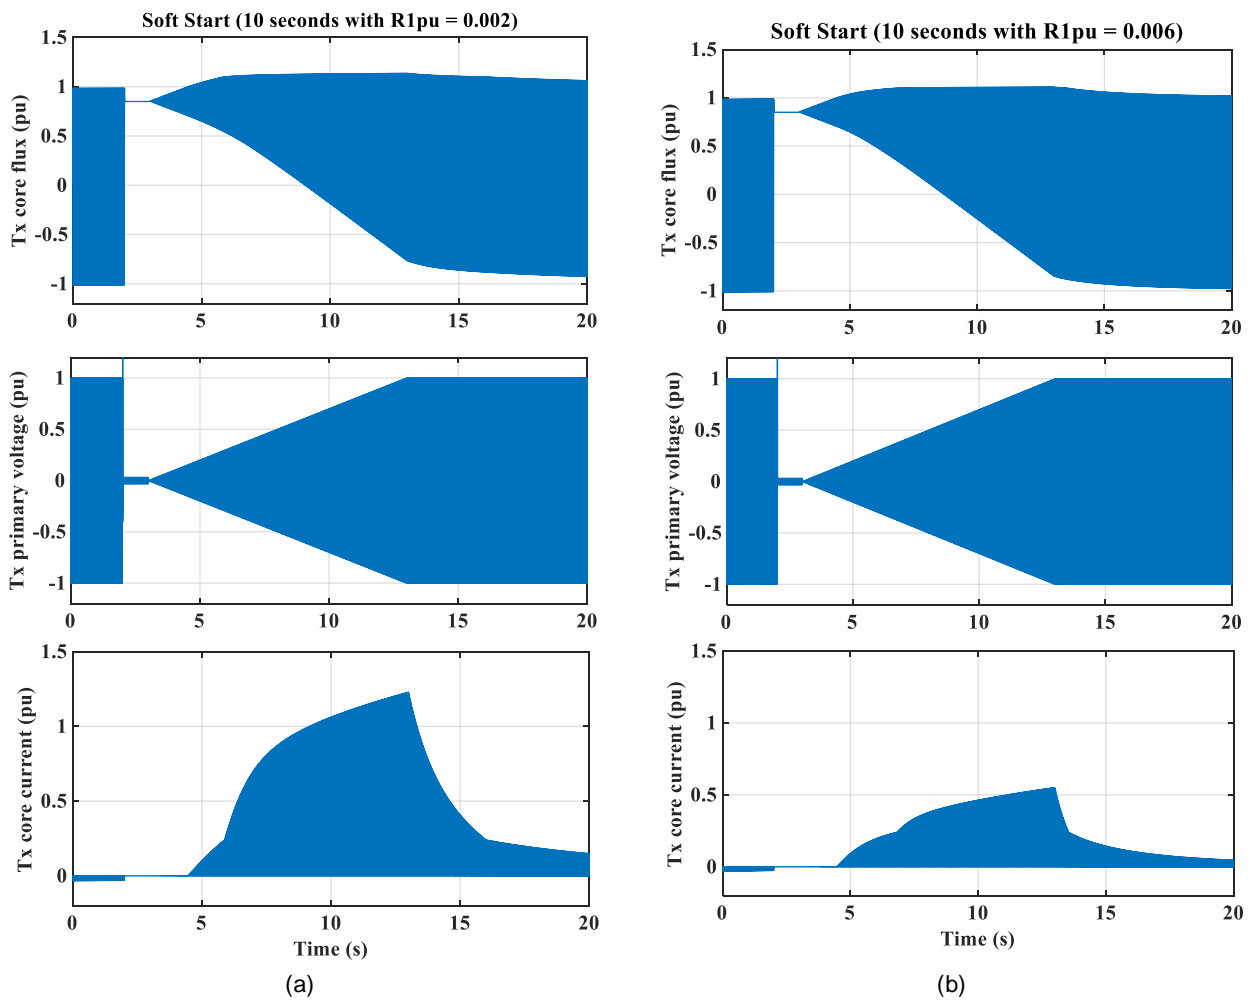 Soft Start (10 seconds with R1pu = 0.002)
Tx core flux (pu)
1.5
1
0.5
0
-0.5
-1
0 5 10 15 20
Tx primary voltage (pu)
1
0.5
0
-0.5
-1
0 5 10 15 20
Tx core current (pu)
1.5
1
0.5
0
0 5 10 15 20
Time (s)
(a)
Soft Start (10 seconds with R1pu = 0.006)
Tx core flux (pu)
1.5
1
0.5
0
-0.5
-1
0 5 10 15 20
Tx primary voltage (pu)
1
0.5
0
-0.5
-1
0 5 10 15 20
Tx core current (pu)
1.5
1
0.5
0
0 5 10 15 20
Time (s)
(b)